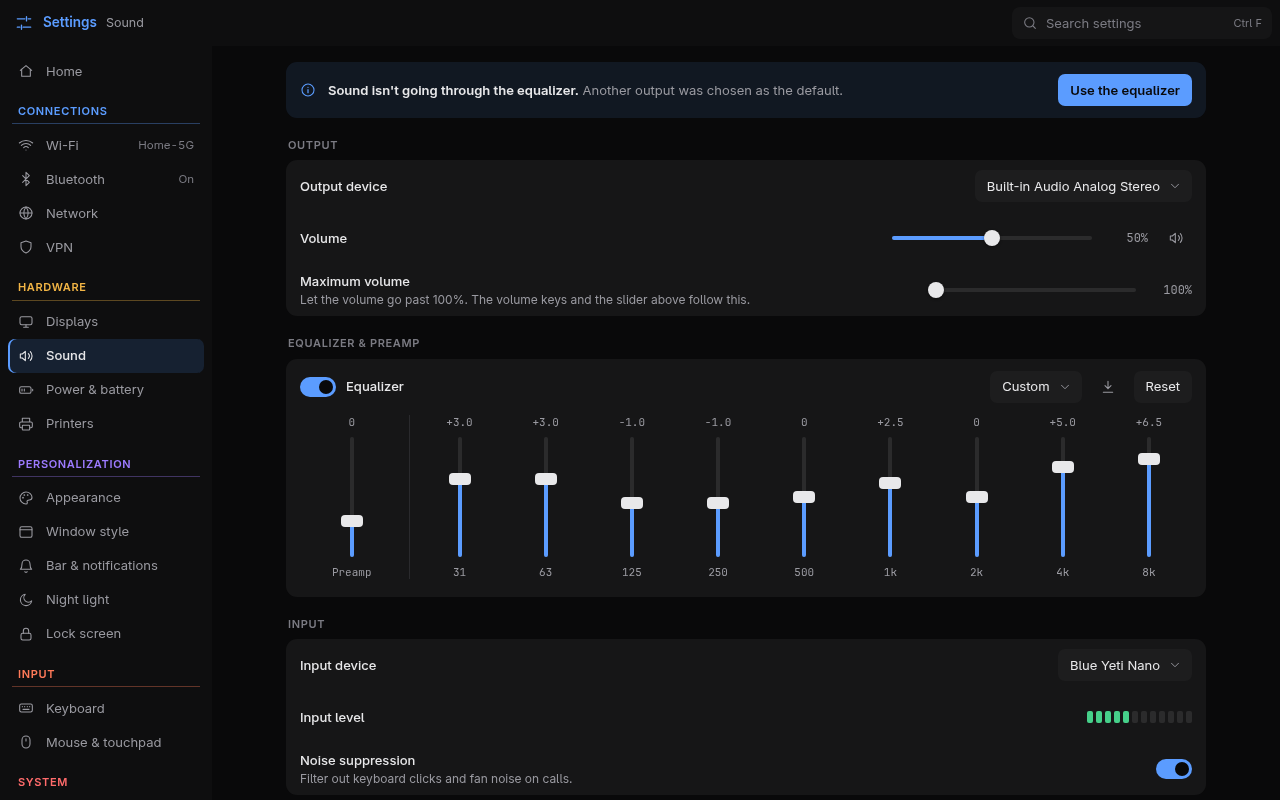 Settings Sound
Search settings Ctrl F
Home
CONNECTIONS
Wi-Fi Home-5G
Bluetooth On
Network
VPN
HARDWARE
Displays
Sound
Power & battery
Printers
PERSONALIZATION
Appearance
Window style
Bar & notifications
Night light
Lock screen
INPUT
Keyboard
Mouse & touchpad
SYSTEM
Sound isn't going through the equalizer. Another output was chosen as the default.
Use the equalizer
OUTPUT
Output device Built-in Audio Analog Stereo
Volume 50%
Maximum volume
Let the volume go past 100%. The volume keys and the slider above follow this.
100%
EQUALIZER & PREAMP
Equalizer Custom Reset
0 +3.0 +3.0 -1.0 -1.0 0 +2.5 0 +5.0 +6.5
Preamp 31 63 125 250 500 1k 2k 4k 8k
INPUT
Input device Blue Yeti Nano
Input level
Noise suppression
Filter out keyboard clicks and fan noise on calls.